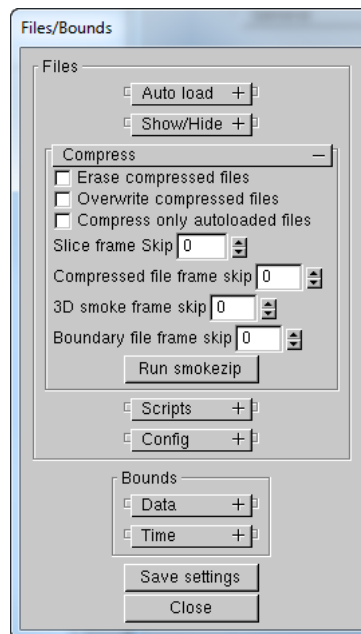 Files/Bounds
Files
Auto load +
Show/Hide +
Compress −
Erase compressed files
Overwrite compressed files
Compress only autoloaded files
Slice frame Skip 0
Compressed file frame skip 0
3D smoke frame skip 0
Boundary file frame skip 0
Run smokezip
Scripts +
Config +
Bounds
Data +
Time +
Save settings
Close